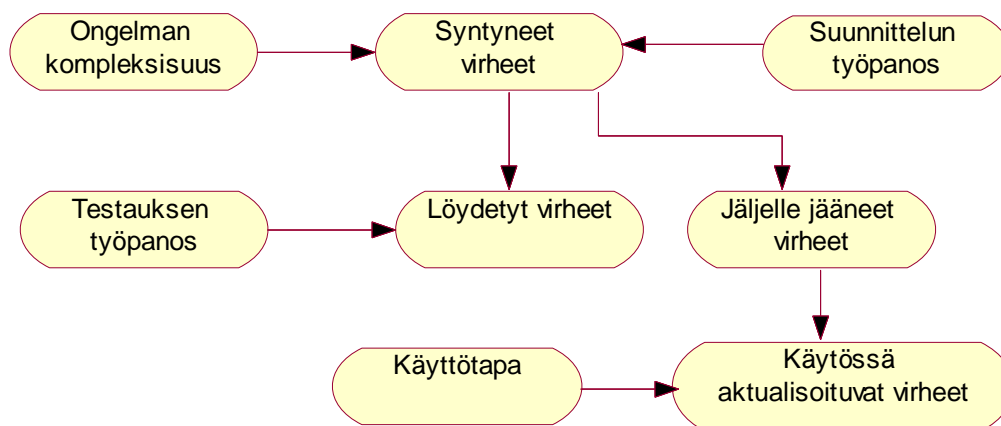 Ongelman
kompleksisuus
Syntyneet
virheet
Suunnittelun
työpanos
Testauksen
työpanos
Löydetyt virheet
Jäljelle jääneet
virheet
Käyttötapa
Käytössä
aktualisoituvat virheet